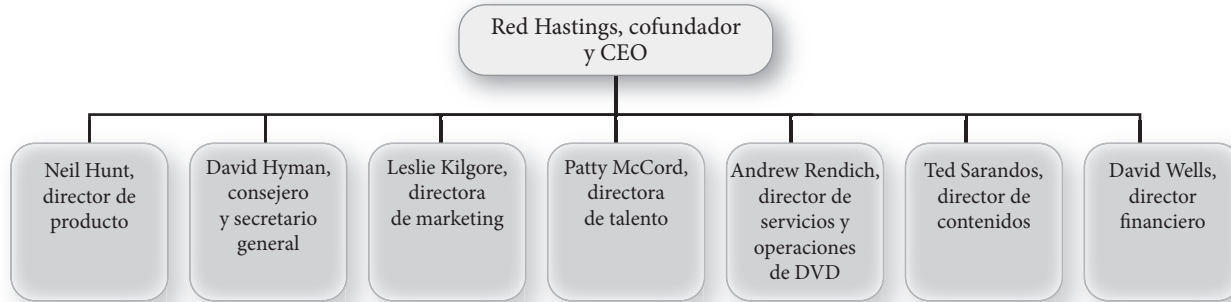 Red Hastings, cofundador
y CEO
Neil Hunt,
director de
producto
David Hyman,
consejero
y secretario
general
Leslie Kilgore,
directora
de marketing
Patty McCord,
directora
de talento
Andrew Rendich,
director de
servicios y
operaciones
de DVD
Ted Sarandos,
director de
contenidos
David Wells,
director
financiero